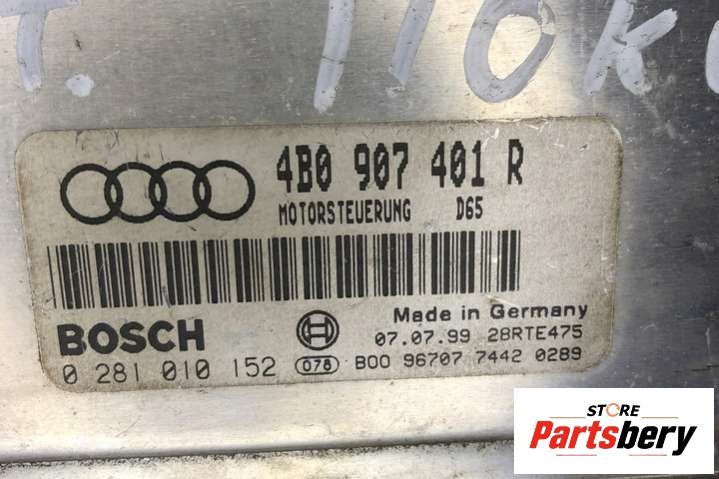 T. 110K
4B0 907 401 R
MOTORSTEUERUNG D65
Made in Germany
BOSCH 07.07.99 28RTE475
0 281 010 152 078 B00 96707 7442 0289
STORE
Partsbery